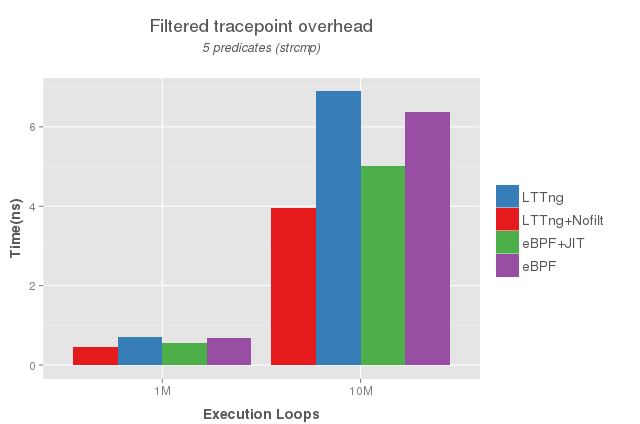 Filtered tracepoint overhead
5 predicates (strcmp)
Time(ns)
6
4
2
0
1M
10M
Execution Loops
LTTng
LTTng+Nofilt
eBPF+JIT
eBPF